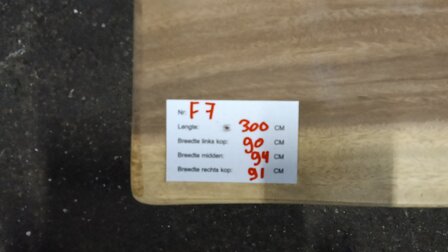 Nr: F7
Lengte: 300 CM
Breedte links kop: 90 CM
Breedte midden: 94 CM
Breedte rechts kop: 91 CM